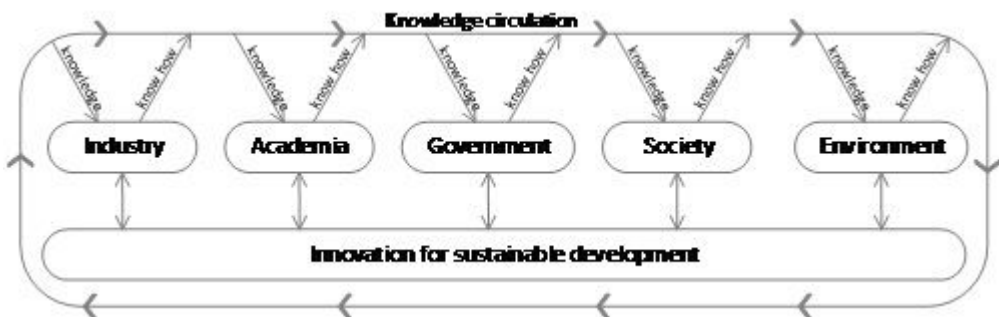 Knowledge circulation
knowledge know how knowledge know how knowledge know how knowledge know how knowledge know how
Industry Academia Government Society Environment
Innovation for sustainable development